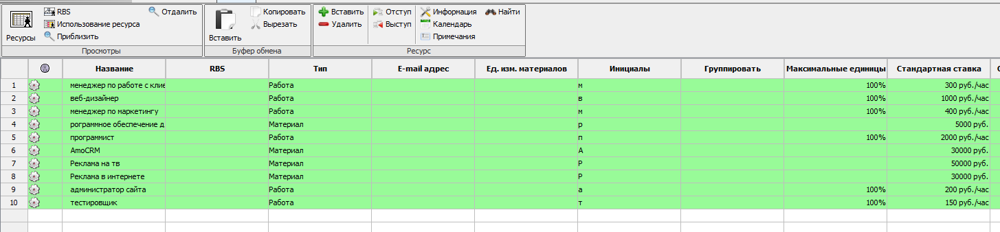 RBS Отдалить
Ресурсы Использование ресурса
Приблизить
Просмотры
Вставить Копировать
Вырезать
Буфер обмена
Вставить Отступ Информация Найти
Удалить Выступ Календарь
Примечания
Ресурс
Название RBS Тип E-mail адрес Ед. изм. материалов Инициалы Группировать Максимальные единицы Стандартная ставка
1 менеджер по работе с клие Работа м 100% 300 руб./час
2 веб-дизайнер Работа в 100% 1000 руб./час
3 менеджер по маркетингу Работа м 100% 400 руб./час
4 рограммное обеспечение д Материал р 5000 руб.
5 программист Работа п 100% 2000 руб./час
6 AmoCRM Материал A 30000 руб.
7 Реклама на тв Материал Р 50000 руб.
8 Реклама в интернете Материал Р 30000 руб.
9 администратор сайта Работа а 100% 200 руб./час
10 тестировщик Работа т 100% 150 руб./час